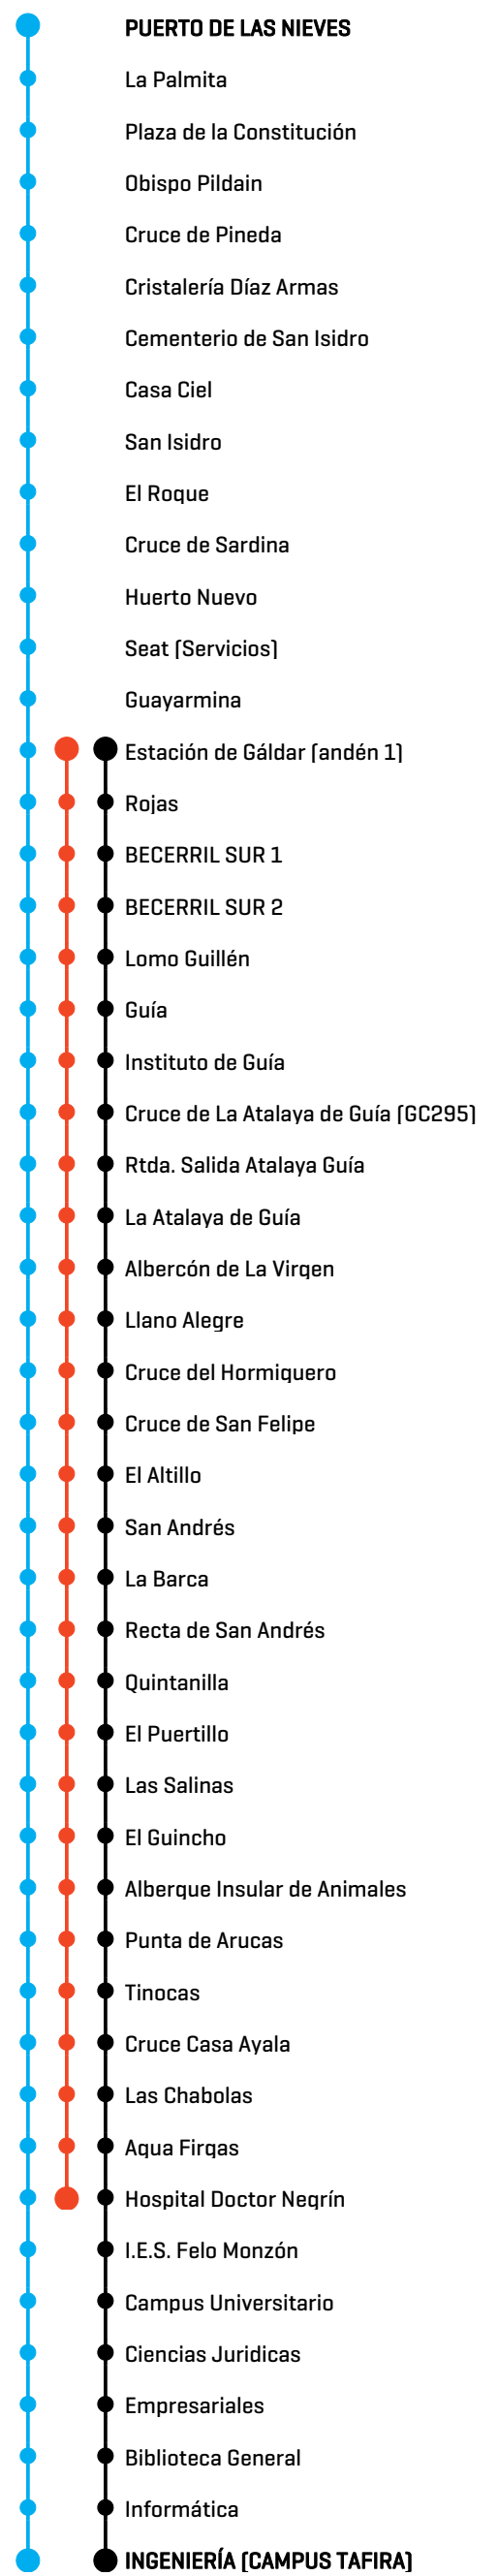 PUERTO DE LAS NIEVES
La Palmita
Plaza de la Constitución
Obispo Pildain
Cruce de Pineda
Cristalería Díaz Armas
Cementerio de San Isidro
Casa Ciel
San Isidro
El Roque
Cruce de Sardina
Huerto Nuevo
Seat (Servicios)
Guayarmina
Estación de Gáldar (andén 1)
Rojas
BECERRIL SUR 1
BECERRIL SUR 2
Lomo Guillén
Guía
Instituto de Guía
Cruce de La Atalaya de Guía (GC295)
Rtda. Salida Atalaya Guía
La Atalaya de Guía
Albercón de La Virgen
Llano Alegre
Cruce del Hormiguero
Cruce de San Felipe
El Altillo
San Andrés
La Barca
Recta de San Andrés
Quintanilla
El Puertillo
Las Salinas
El Guincho
Albergue Insular de Animales
Punta de Arucas
Tinocas
Cruce Casa Ayala
Las Chabolas
Aqua Firgas
Hospital Doctor Negrín
I.E.S. Felo Monzón
Campus Universitario
Ciencias Juridicas
Empresariales
Biblioteca General
Informática
INGENIERÍA (CAMPUS TAFIRA)